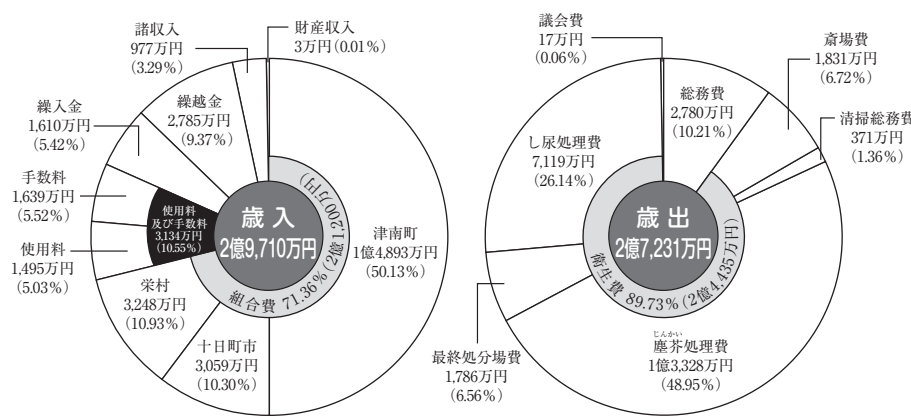 諸収入
977万円
(3.29%)
財産収入
3万円(0.01%)
繰越金
2,785万円
(9.37%)
繰入金
1,610万円
(5.42%)
手数料
1,639万円
(5.52%)
使用料
及び手数料
3,134万円
(10.55%)
使用料
1,495万円
(5.03%)
栄村
3,248万円
(10.93%)
十日町市
3,059万円
(10.30%)
津南町
1億4,893万円
(50.13%)
組合費 71.36%(2億1,200万円)
歳入
2億9,710万円
議会費
17万円
(0.06%)
総務費
2,780万円
(10.21%)
斎場費
1,831万円
(6.72%)
清掃総務費
371万円
(1.36%)
し尿処理費
7,119万円
(26.14%)
歳出
2億7,231万円
衛生費 89.73%(2億4,435万円)
最終処分場費
1,786万円
(6.56%)
じんかい
塵芥処理費
1億3,328万円
(48.95%)